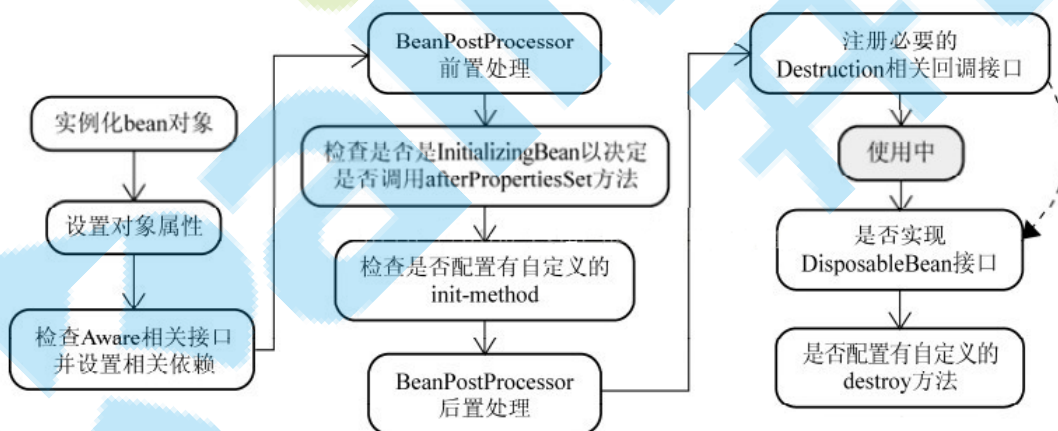 实例化bean对象
设置对象属性
检查Aware相关接口
并设置相关依赖
BeanPostProcessor
前置处理
检查是否是InitializingBean以决定
是否调用afterPropertiesSet方法
检查是否配置有自定义的
init-method
BeanPostProcessor
后置处理
注册必要的
Destruction相关回调接口
使用中
是否实现
DisposableBean接口
是否配置有自定义的
destroy方法